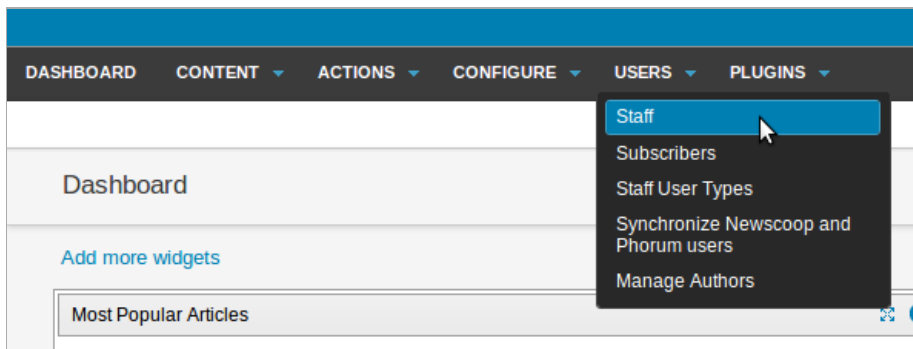 DASHBOARD CONTENT ACTIONS CONFIGURE USERS PLUGINS
Staff
Subscribers
Staff User Types
Synchronize Newscoop and
Phorum users
Manage Authors
Dashboard
Add more widgets
Most Popular Articles